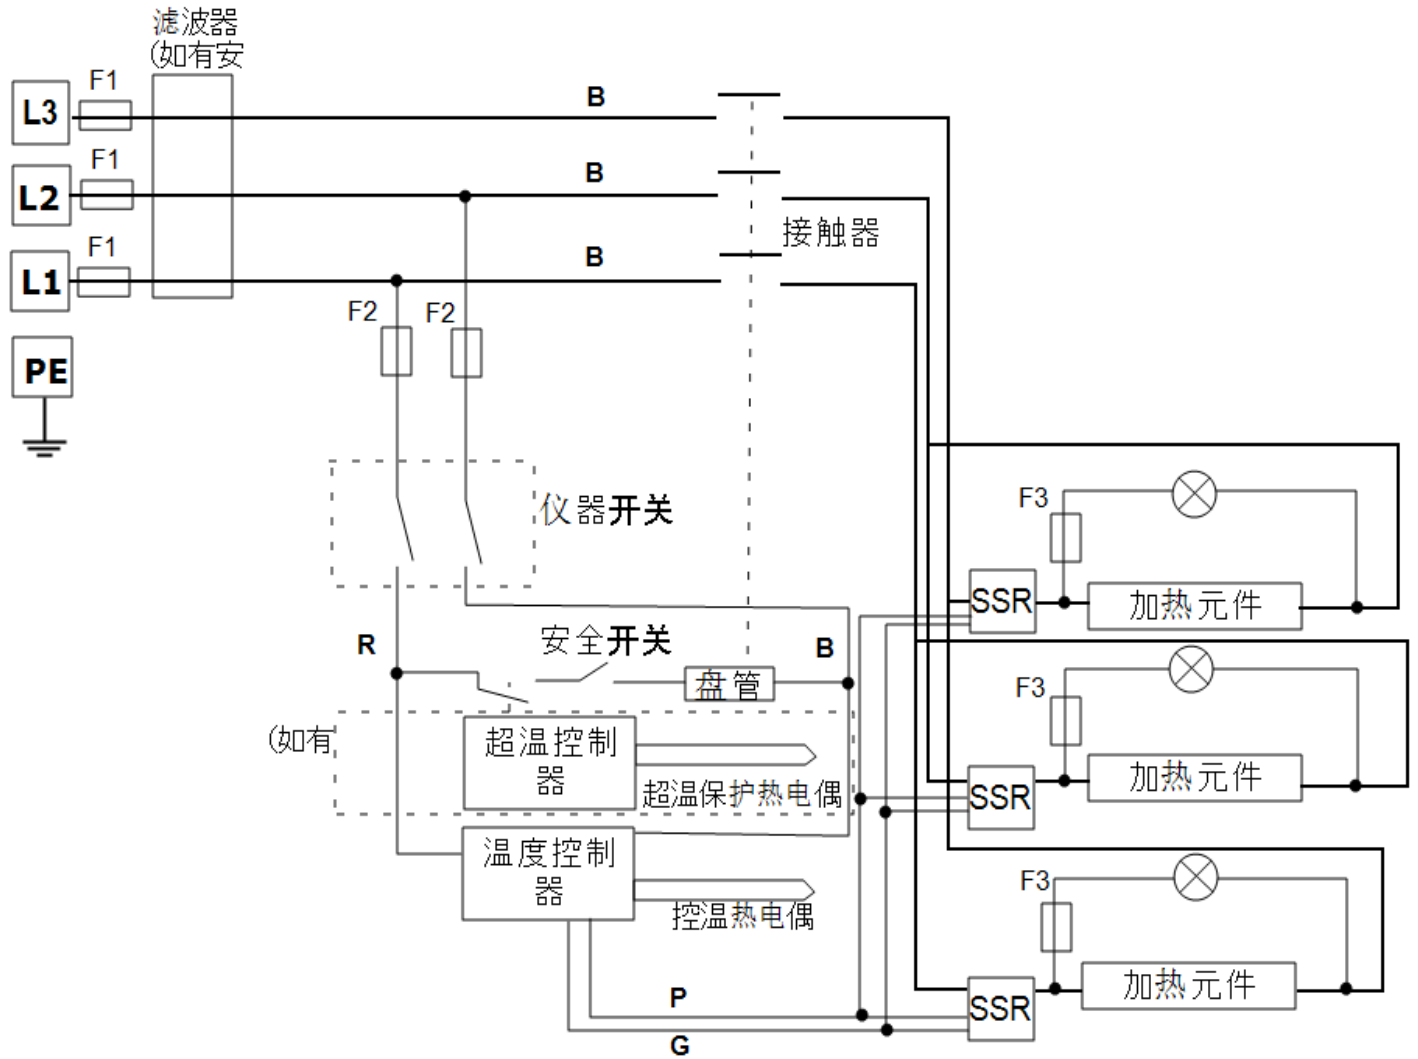 滤波器
(如有安
F1
L3
B
F1
L2
B
F1
L1
B
接触器
F2
F2
PE
仪器开关
F3
SSR
加热元件
R
安全开关
B
盘管
F3
(如有
超温控制
器
超温保护热电偶
SSR
加热元件
温度控制
器
控温热电偶
F3
SSR
加热元件
P
G